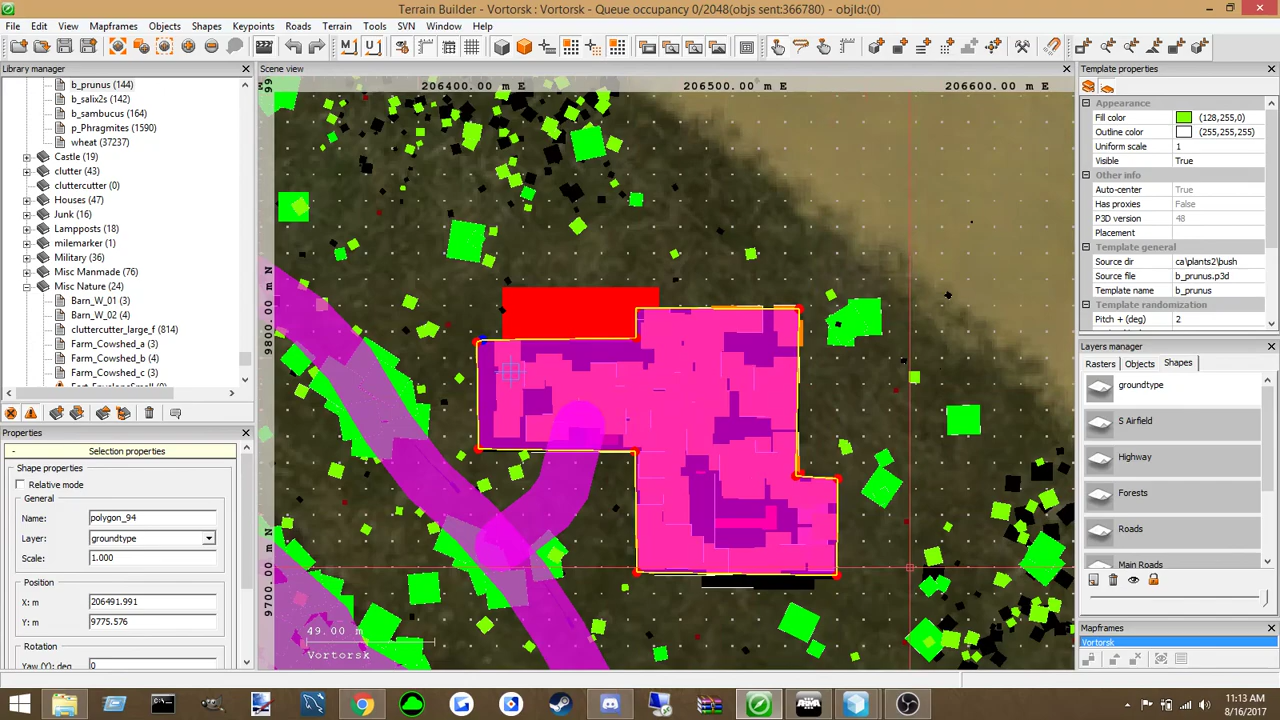 Terrain Builder - Vortorsk : Vortorsk - Queue occupancy 0/2048(objs sent:366780) - objId:(0)
File Edit View Mapframes Objects Shapes Keypoints Roads Terrain Tools SVN Window Help
Library manager
b_prunus (144)
b_salix2s (142)
b_sambucus (164)
p_Phragmites (1590)
wheat (37237)
Castle (19)
clutter (43)
cluttercutter (0)
Houses (49)
Junk (16)
Lampposts (18)
milemarker (1)
Military (36)
Misc Manmade (76)
Misc Nature (24)
Barn_W_01 (3)
Barn_W_02 (4)
cluttercutter_large_f (814)
Farm_Cowshed_a (3)
Farm_Cowshed_b (4)
Farm_Cowshed_c (3)
Properties
Selection properties
Shape properties
Relative mode
General
Name: polygon_94
Layer: groundtype
Scale: 1.000
Position
X: m 206491.991
Y: m 9775.576
Rotation
Yaw (Y): deg 0
Scene view
99
206400.00 m E
206500.00 m E
206600.00 m E
9800.00 m N
9700.00 m N
49.00 m
Vortorsk
Template properties
Appearance
Fill color (128,255,0)
Outline color (255,255,255)
Uniform scale 1
Visible True
Other info
Auto-center True
Has proxies False
P3D version 48
Placement
Template general
Source dir ca\plants2\bush
Source file b_prunus.p3d
Template name b_prunus
Template randomization
Pitch + (deg) 2
Layers manager
Rasters Objects Shapes
groundtype
S Airfield
Highway
Forests
Roads
Main Roads
Mapframes
Vortorsk
11:13 AM
8/16/2017